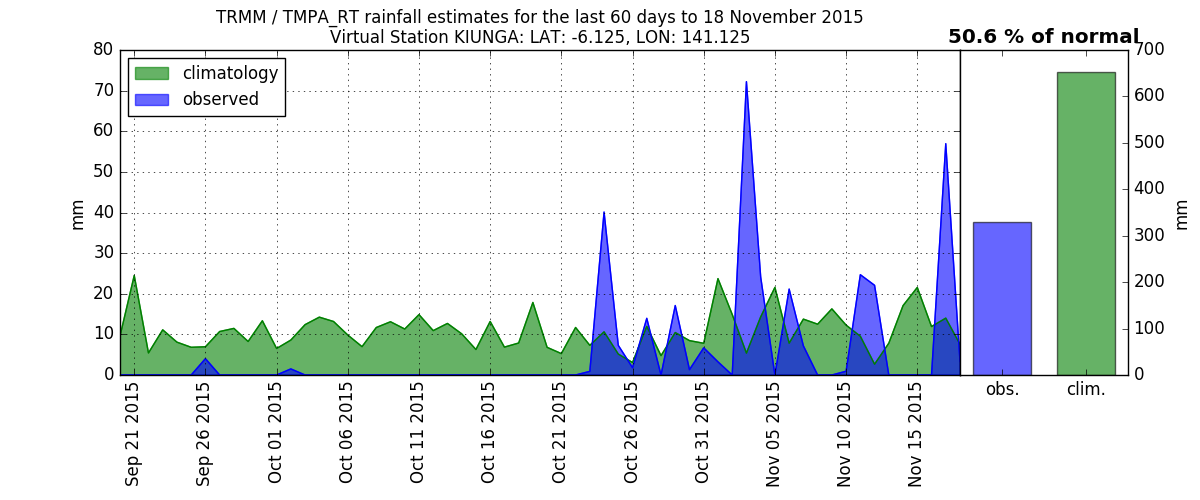 TRMM / TMPA_RT rainfall estimates for the last 60 days to 18 November 2015
Virtual Station KIUNGA: LAT: -6.125, LON: 141.125
50.6 % of normal
80
70
60
50
40
30
20
10
0
mm
climatology
observed
700
600
500
400
300
200
100
0
mm
obs.
clim.
Sep 21 2015
Sep 26 2015
Oct 01 2015
Oct 06 2015
Oct 11 2015
Oct 16 2015
Oct 21 2015
Oct 26 2015
Oct 31 2015
Nov 05 2015
Nov 10 2015
Nov 15 2015